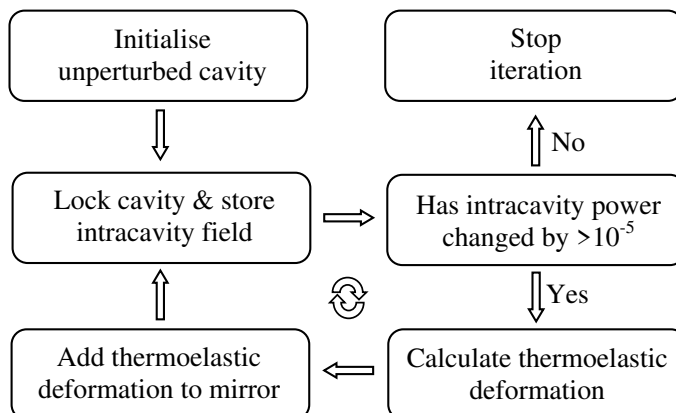 Initialise
unperturbed cavity
Stop
iteration
No
Lock cavity & store
intracavity field
Has intracavity power
changed by >10⁻⁵
Yes
Add thermoelastic
deformation to mirror
Calculate thermoelastic
deformation